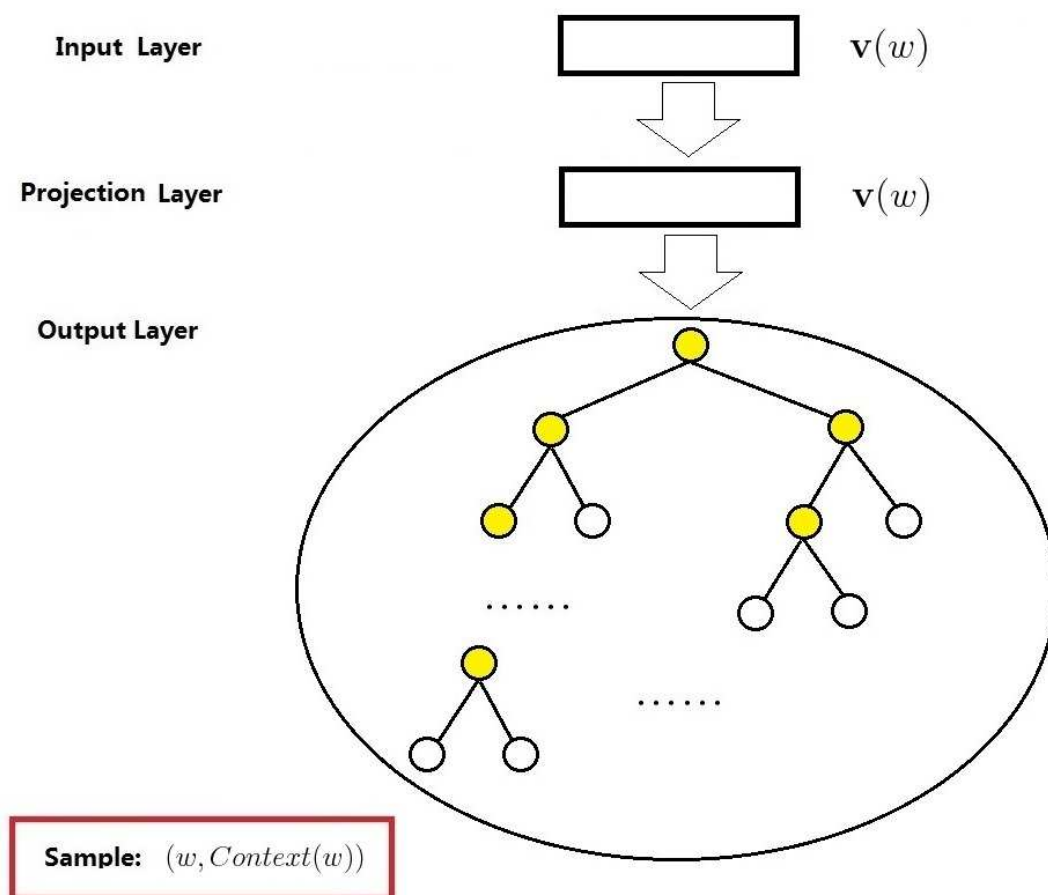 Input Layer
v(w)
Projection Layer
v(w)
Output Layer
......
......
Sample: (w, Context(w))